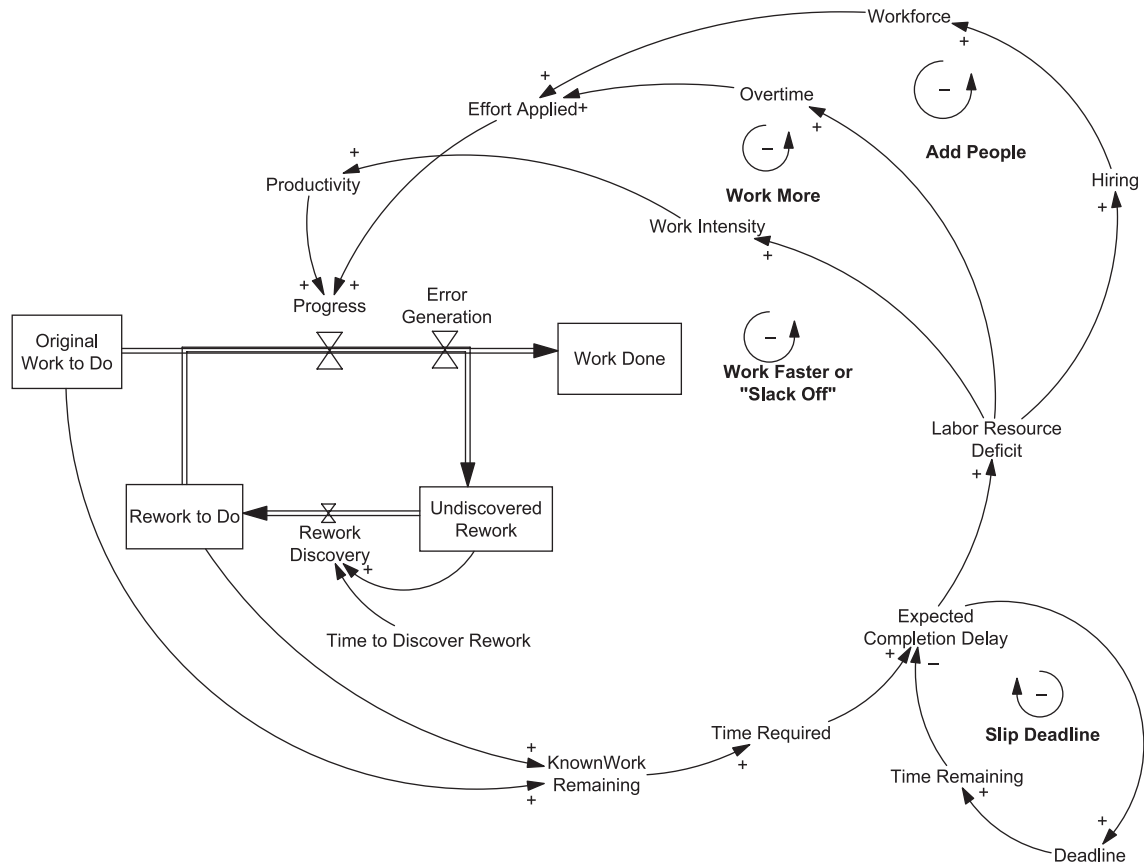 Workforce
+
+
–
Add People
+
Effort Applied+
Overtime
+
–
Work More
+
Productivity
Hiring
+
Work Intensity
+
+
+
Progress
Error
Generation
Original
Work to Do
Work Done
–
Work Faster or
"Slack Off"
Labor Resource
Deficit
+
Rework to Do
Undiscovered
Rework
Rework
Discovery
+
Time to Discover Rework
Expected
Completion Delay
+
–
–
Slip Deadline
Time Required
+
+
KnownWork
Remaining
+
Time Remaining
+
+
Deadline